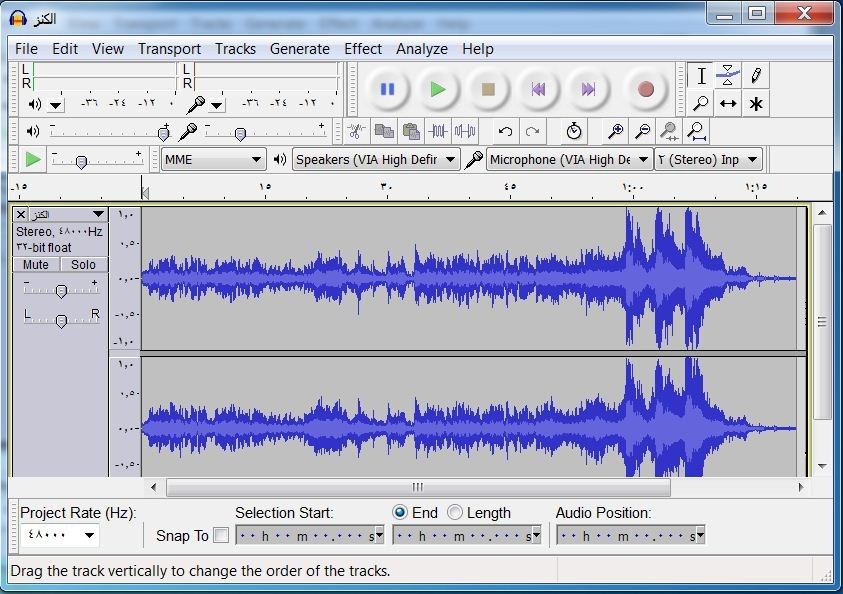 الكنز
File Edit View Transport Tracks Generate Effect Analyze Help
L L
R R
-٣٦ -٢٤ -١٢ ٠ -٣٦ -٢٤ -١٢ ٠
MME Speakers (VIA High Defir Microphone (VIA High De ٢ (Stereo) Inp
-١٥ ١٥ ٣٠ ٤٥ ١:٠٠ ١:١٥
الكنز
Stereo, ٤٨٠٠٠Hz
٣٢-bit float
Mute Solo
L R
١,٠
٠,٥
٠,٠
-٠,٥
-١,٠
١,٠
٠,٥
٠,٠
-٠,٥
Project Rate (Hz): Selection Start: End Length Audio Position:
٤٨٠٠٠ Snap To ٠٠ h ٠٠ m ٠٠.٠٠٠ s ٠٠ h ٠٠ m ٠٠.٠٠٠ s ٠٠ h ٠٠ m ٠٠.٠٠٠ s
Drag the track vertically to change the order of the tracks.